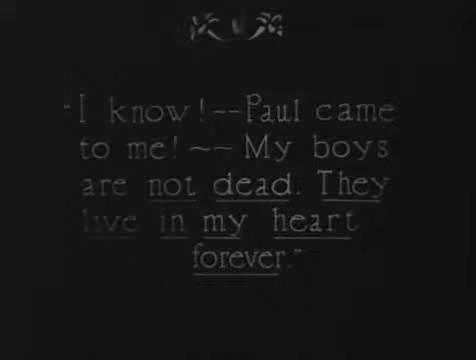 "I know!--Paul came
to me! ~~ My boys
are not dead. They
live in my heart
forever."